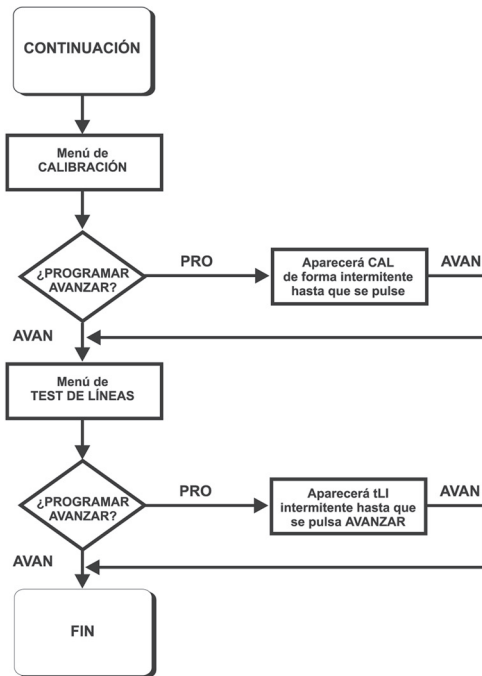 CONTINUACIÓN
Menú de
CALIBRACIÓN
¿PROGRAMAR
AVANZAR?
PRO
Aparecerá CAL
de forma intermitente
hasta que se pulse
AVAN
AVAN
Menú de
TEST DE LÍNEAS
¿PROGRAMAR
AVANZAR?
PRO
Aparecerá tLI
intermitente hasta que
se pulsa AVANZAR
AVAN
AVAN
FIN